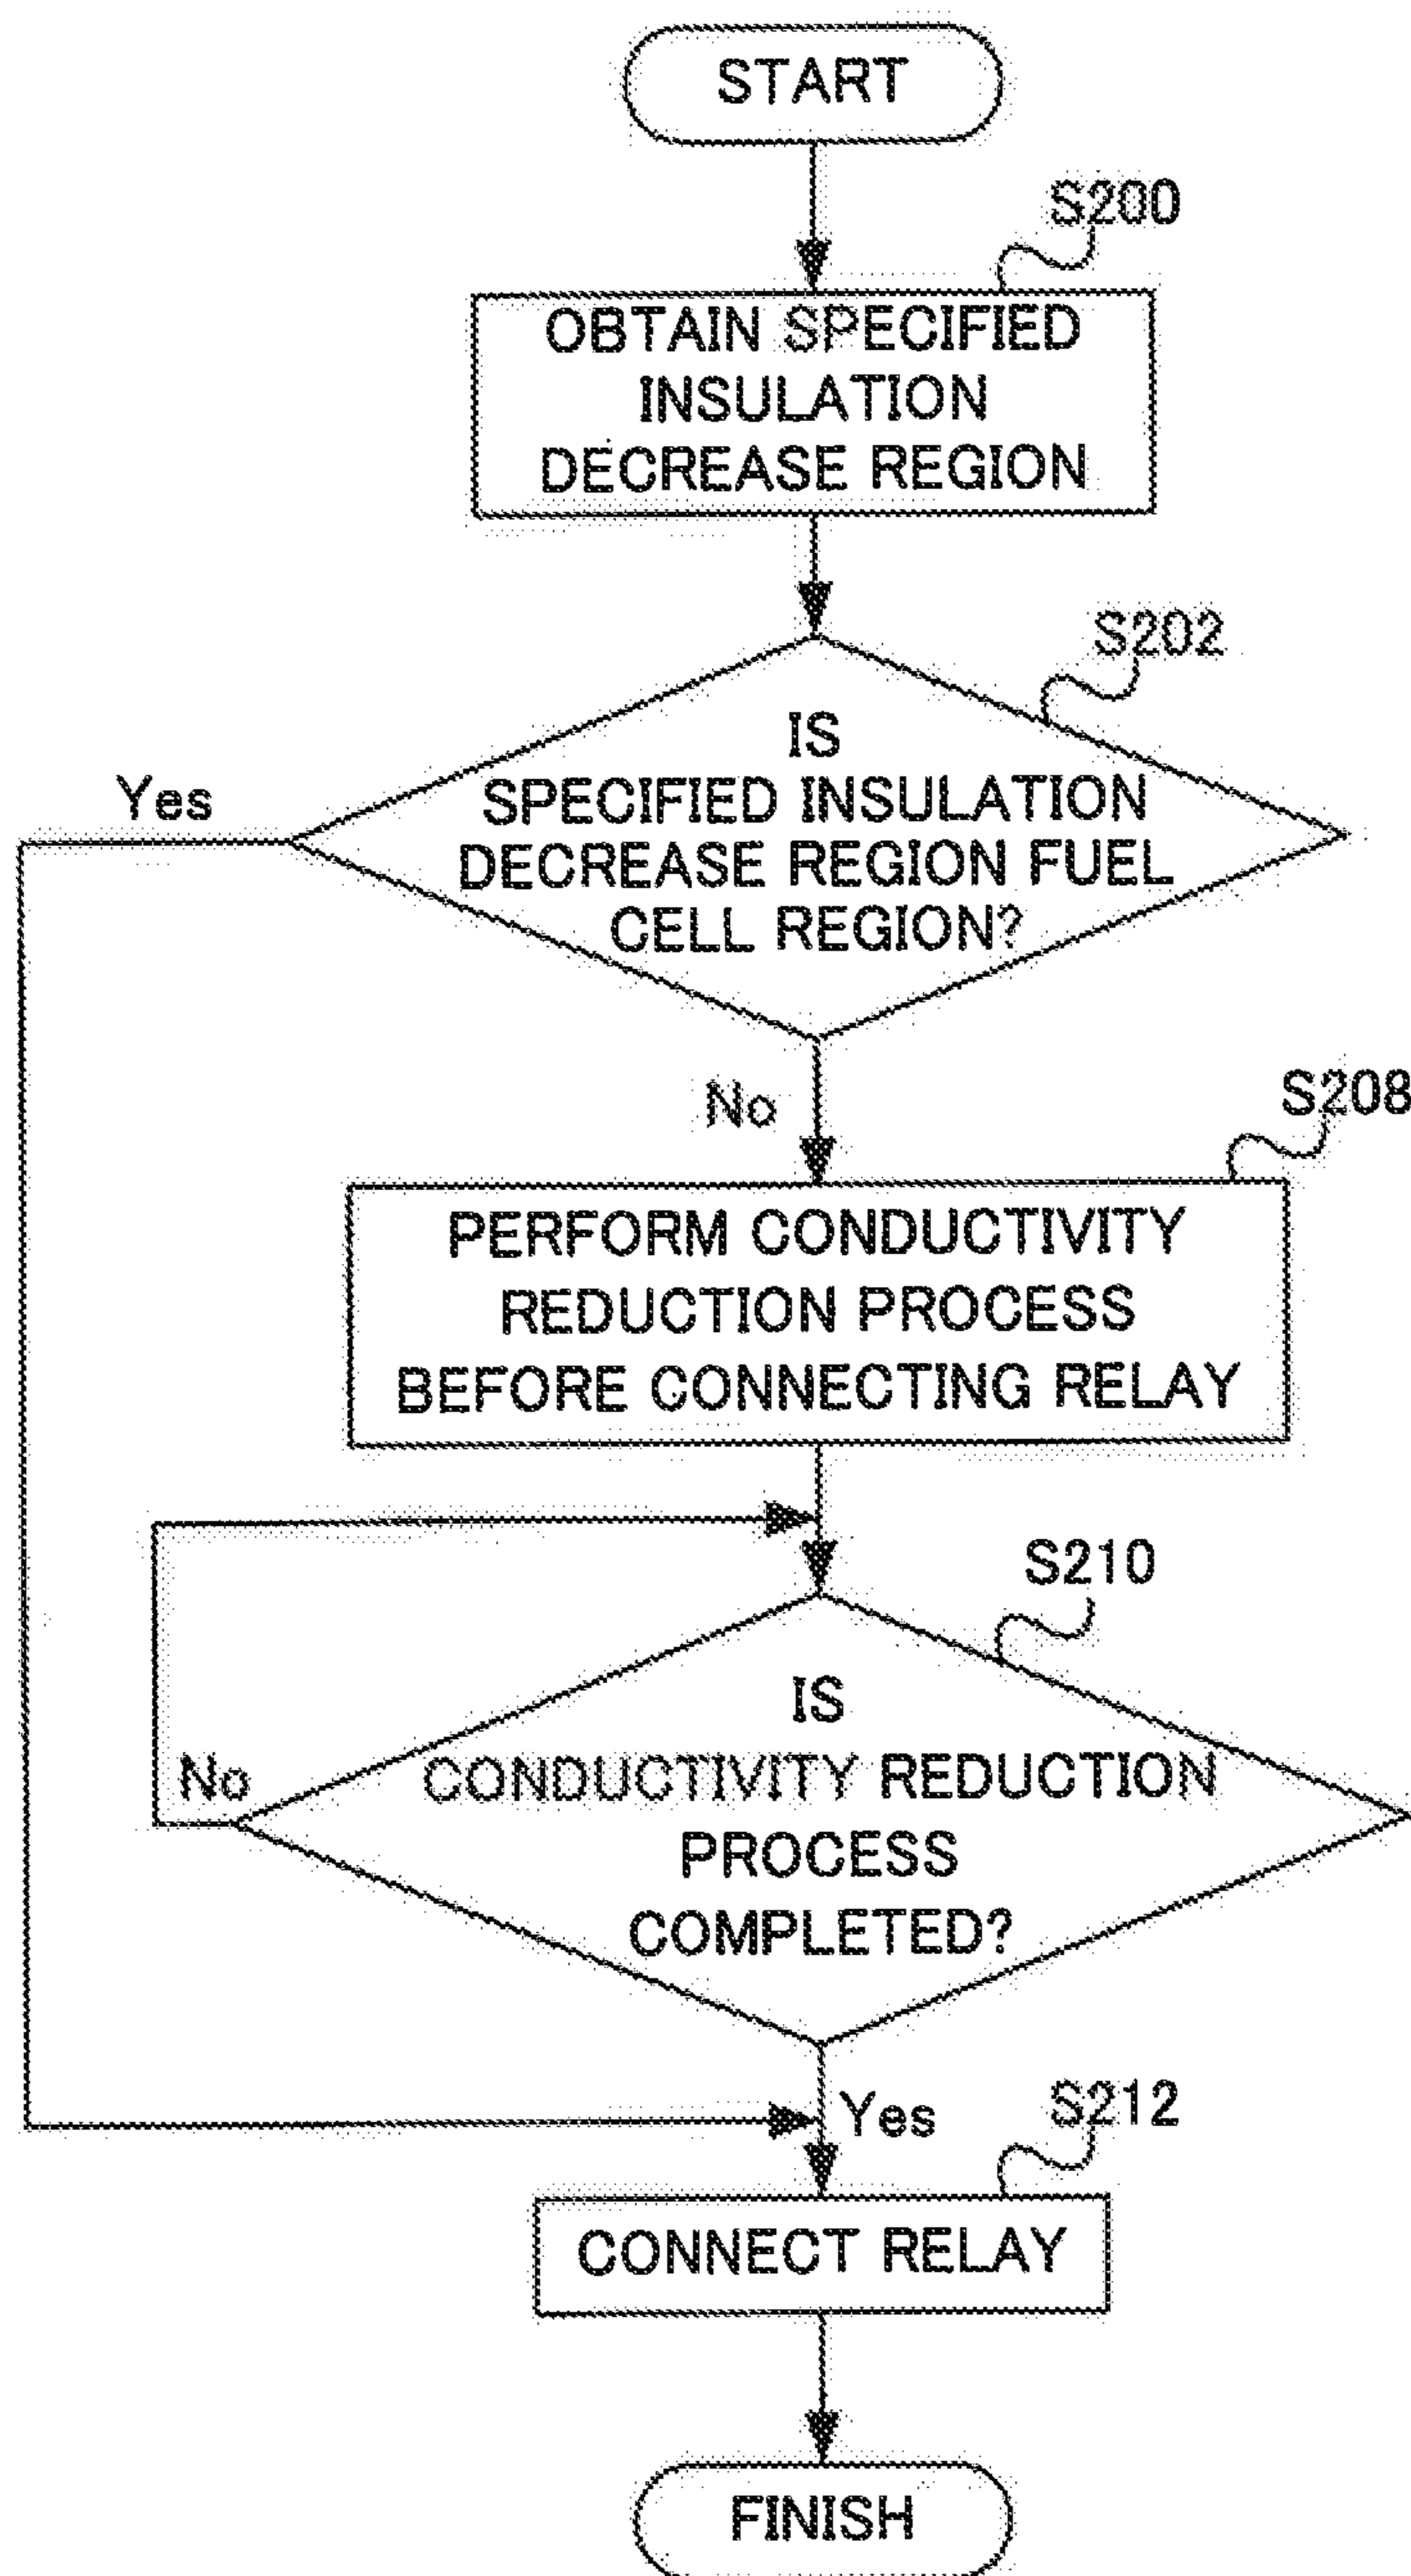 START
S200
OBTAIN SPECIFIED
INSULATION
DECREASE REGION
S202
IS
SPECIFIED INSULATION
DECREASE REGION FUEL
CELL REGION?
Yes
No
S208
PERFORM CONDUCTIVITY
REDUCTION PROCESS
BEFORE CONNECTING RELAY
S210
IS
CONDUCTIVITY REDUCTION
PROCESS
COMPLETED?
No
Yes
S212
CONNECT RELAY
FINISH